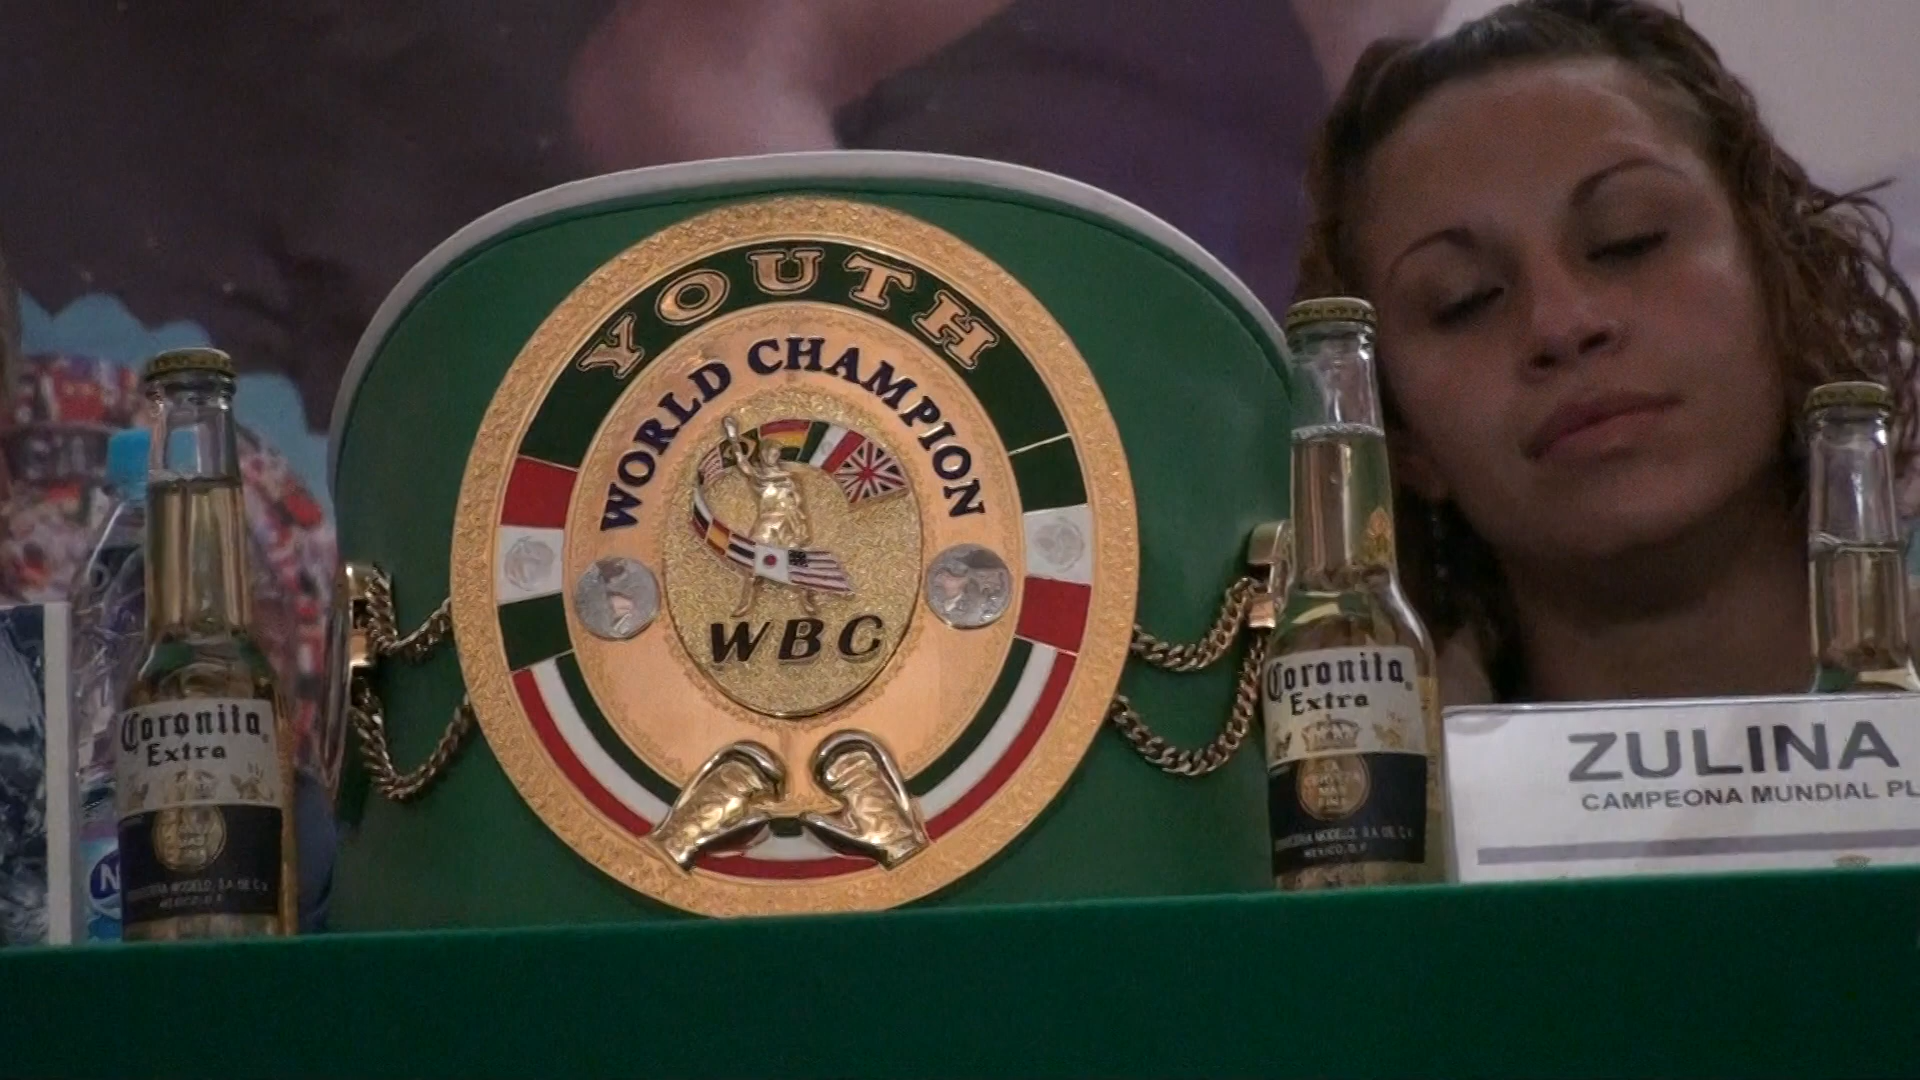 YOUTH
WORLD CHAMPION
WBC
Coronita
Extra
Coronita
Extra
ZULINA
CAMPEONA MUNDIAL PL
N